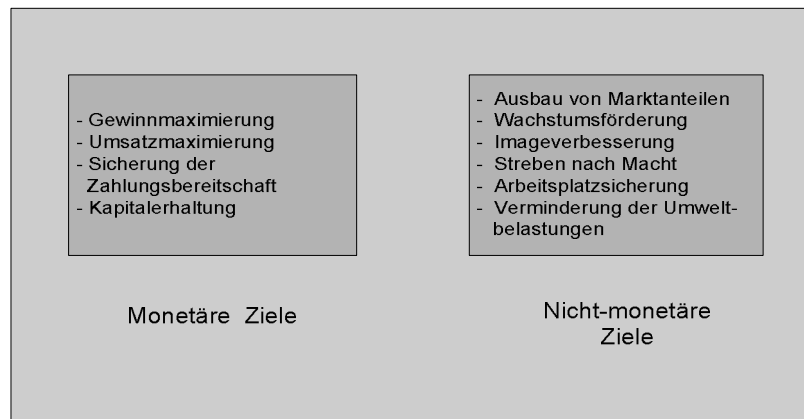 - Gewinnmaximierung
- Umsatzmaximierung
- Sicherung der
Zahlungsbereitschaft
- Kapitalerhaltung
Monetäre Ziele
- Ausbau von Marktanteilen
- Wachstumsförderung
- Imageverbesserung
- Streben nach Macht
- Arbeitsplatzsicherung
- Verminderung der Umwelt-
belastungen
Nicht-monetäre
Ziele